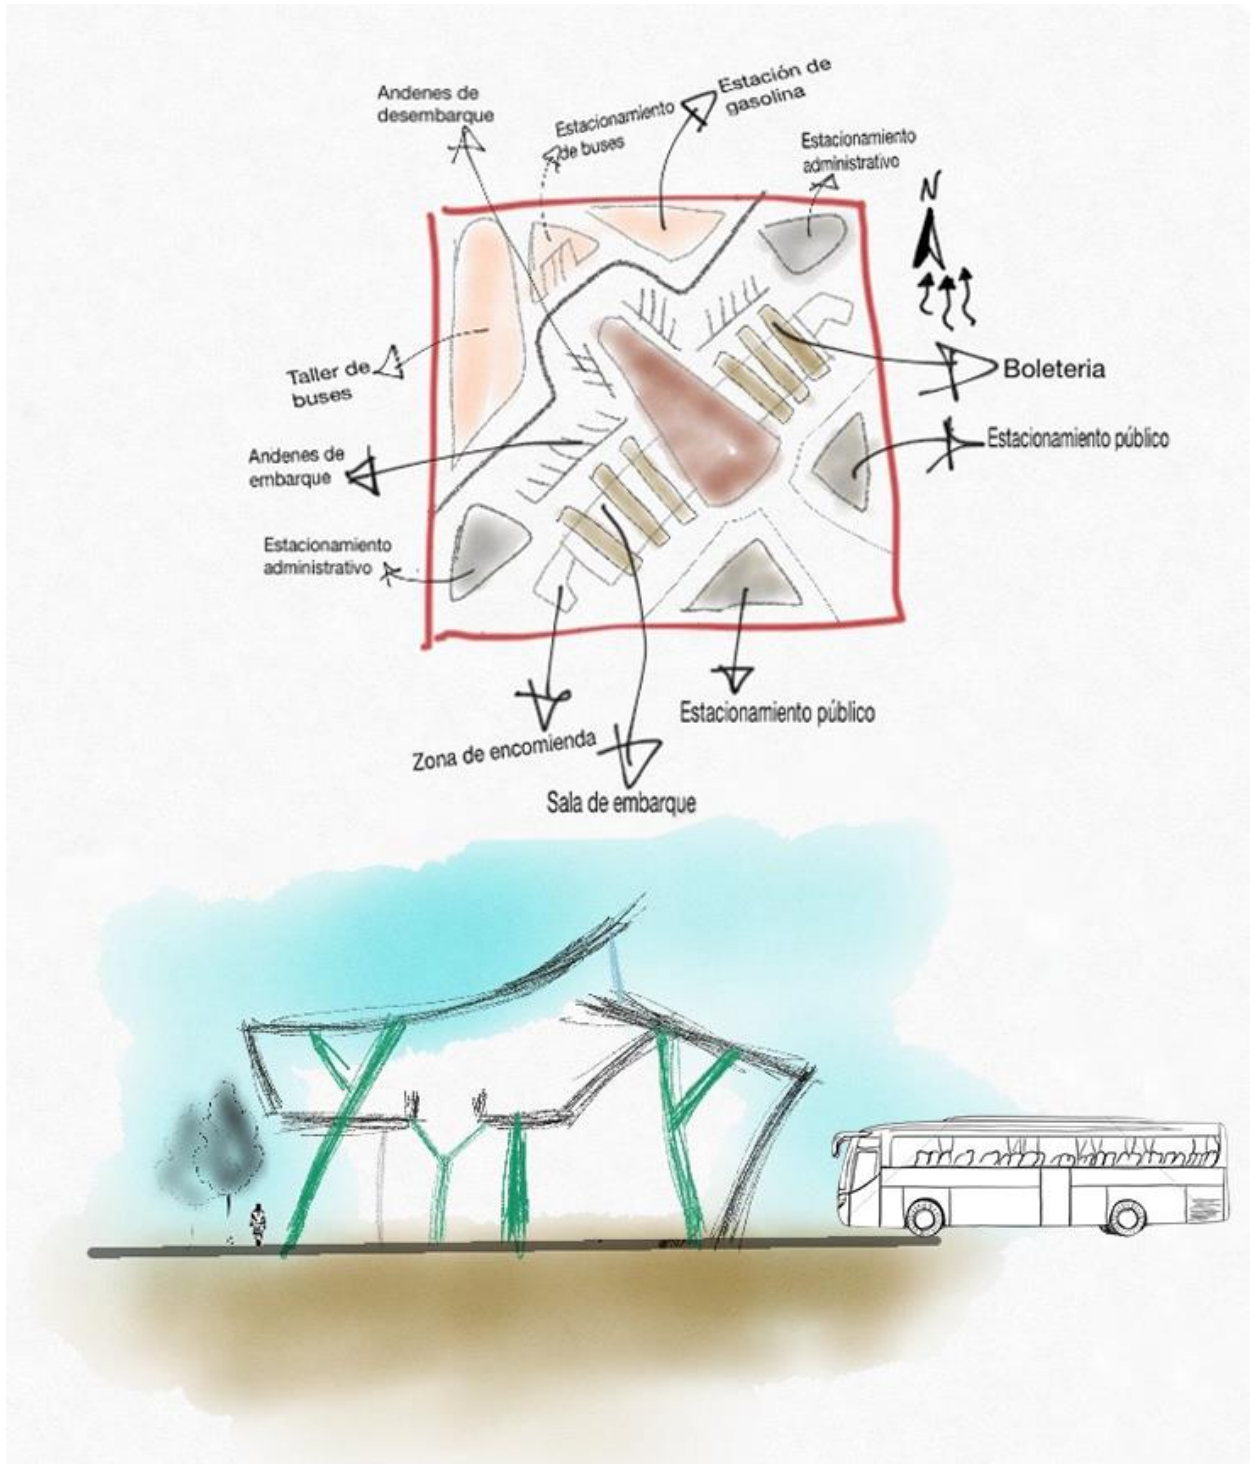 Andenes de
desembarque
Estacionamiento
de buses
Estación de
gasolina
Estacionamiento
administrativo
N
Taller de
buses
Boleteria
Estacionamiento público
Andenes de
embarque
Estacionamiento
administrativo
Zona de encomienda
Estacionamiento público
Sala de embarque